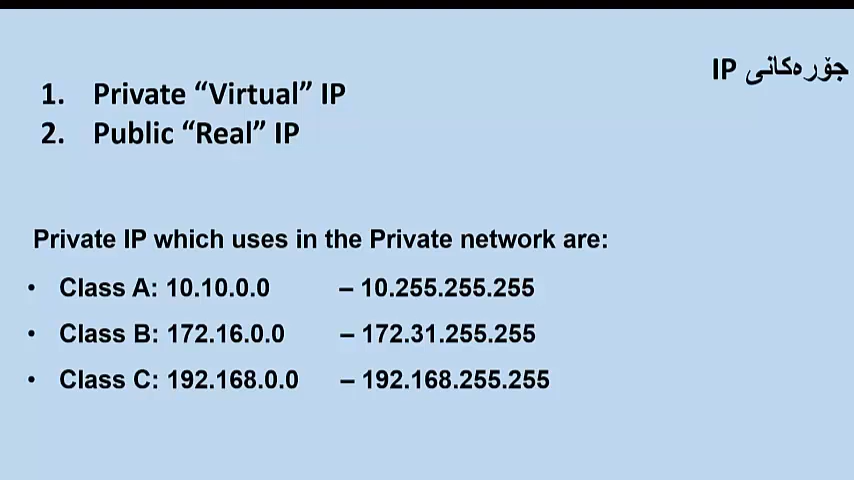 جۆرەکانی IP
1. Private “Virtual” IP
2. Public “Real” IP
Private IP which uses in the Private network are:
• Class A: 10.10.0.0 – 10.255.255.255
• Class B: 172.16.0.0 – 172.31.255.255
• Class C: 192.168.0.0 – 192.168.255.255